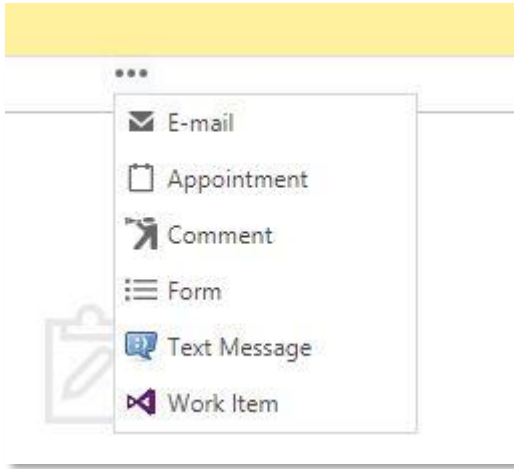 E-mail
Appointment
Comment
Form
Text Message
Work Item